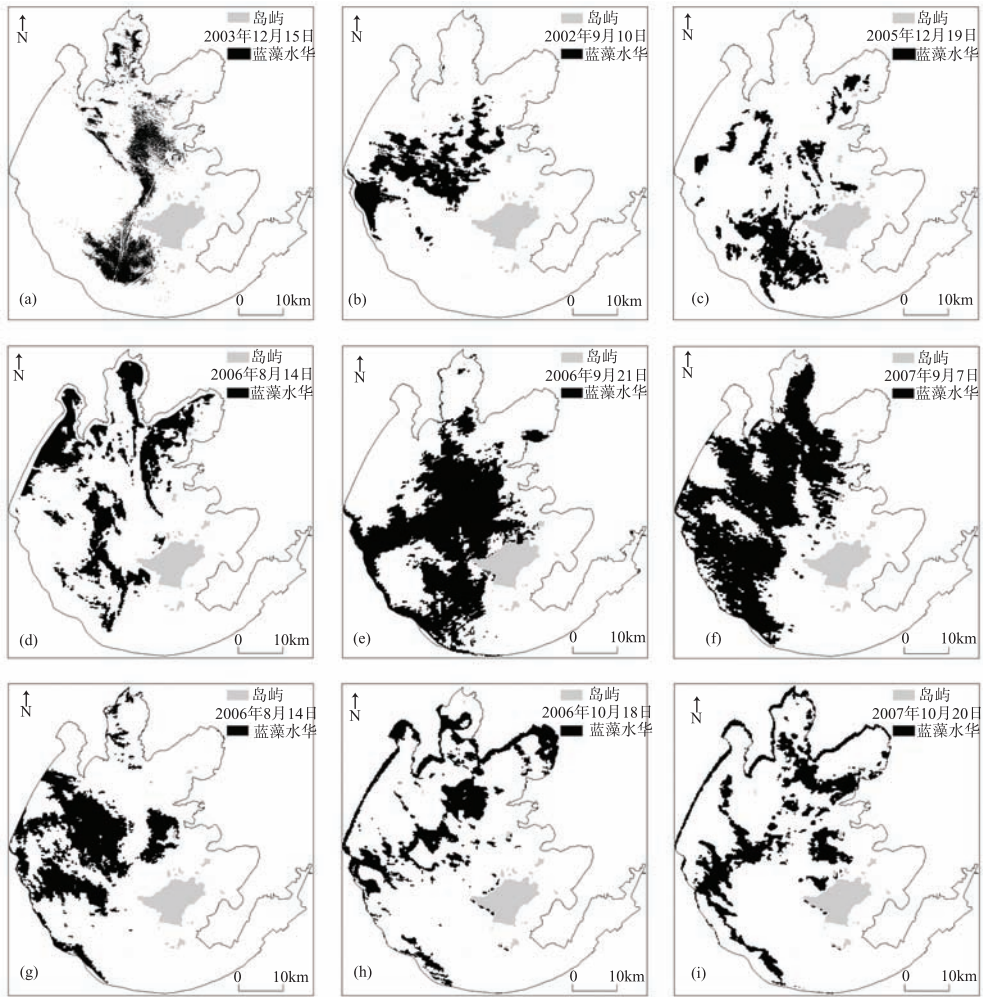 岛屿
N
2003年12月15日
蓝藻水华
(a)
0 10km
岛屿
N
2002年9月10日
蓝藻水华
(b)
0 10km
岛屿
N
2005年12月19日
蓝藻水华
(c)
0 10km
岛屿
N
2006年8月14日
蓝藻水华
(d)
0 10km
岛屿
N
2006年9月21日
蓝藻水华
(e)
0 10km
岛屿
N
2007年9月7日
蓝藻水华
(f)
0 10km
岛屿
N
2006年8月14日
蓝藻水华
(g)
0 10km
岛屿
N
2006年10月18日
蓝藻水华
(h)
0 10km
岛屿
N
2007年10月20日
蓝藻水华
(i)
0 10km